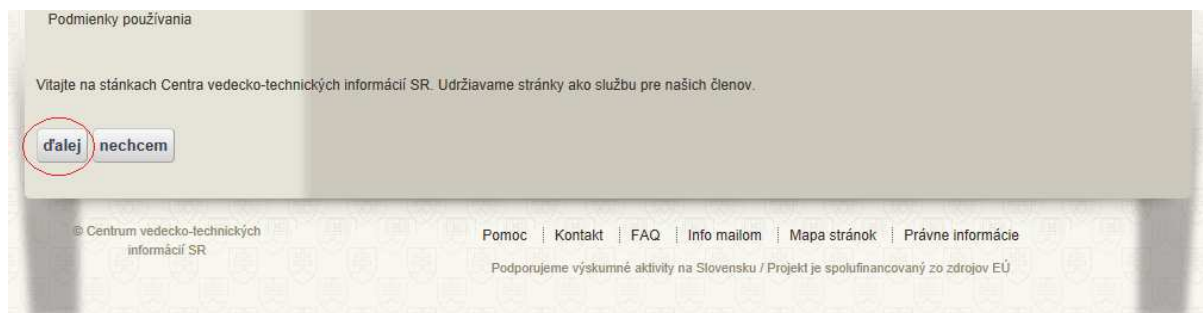 Podmienky používania
Vitajte na stánkach Centra vedecko-technických informácií SR. Udržiavame stránky ako službu pre našich členov.
ďalej nechcem
© Centrum vedecko-technických
informácií SR
Pomoc Kontakt FAQ Info mailom Mapa stránok Právne informácie
Podporujeme výskumné aktivity na Slovensku / Projekt je spolufinancovaný zo zdrojov EÚ